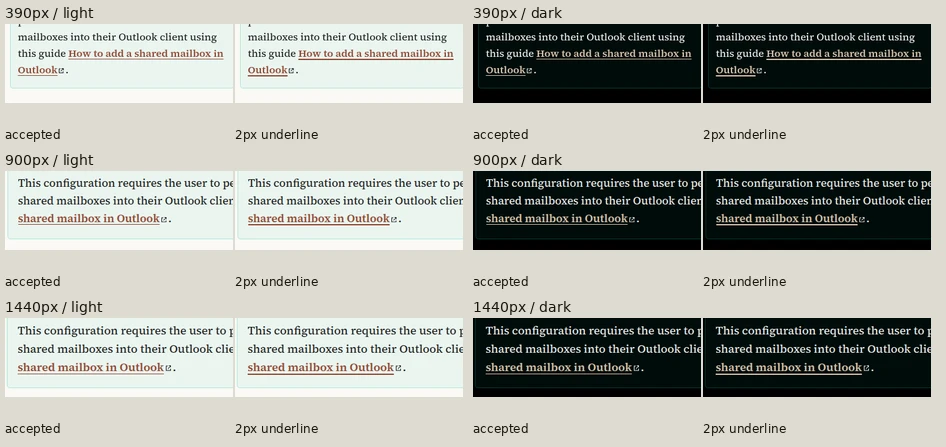 390px / light
mailboxes into their Outlook client using
this guide How to add a shared mailbox in
Outlook.
mailboxes into their Outlook client using
this guide How to add a shared mailbox in
Outlook.
accepted
2px underline
390px / dark
mailboxes into their Outlook client using
this guide How to add a shared mailbox in
Outlook.
mailboxes into their Outlook client using
this guide How to add a shared mailbox in
Outlook.
accepted
2px underline
900px / light
This configuration requires the user to pe
shared mailboxes into their Outlook clien
shared mailbox in Outlook.
This configuration requires the user to pe
shared mailboxes into their Outlook clien
shared mailbox in Outlook.
accepted
2px underline
900px / dark
This configuration requires the user to pe
shared mailboxes into their Outlook clien
shared mailbox in Outlook.
This configuration requires the user to pe
shared mailboxes into their Outlook clien
shared mailbox in Outlook.
accepted
2px underline
1440px / light
This configuration requires the user to p
shared mailboxes into their Outlook clie
shared mailbox in Outlook.
This configuration requires the user to p
shared mailboxes into their Outlook clie
shared mailbox in Outlook.
accepted
2px underline
1440px / dark
This configuration requires the user to p
shared mailboxes into their Outlook clie
shared mailbox in Outlook.
This configuration requires the user to p
shared mailboxes into their Outlook clie
shared mailbox in Outlook.
accepted
2px underline